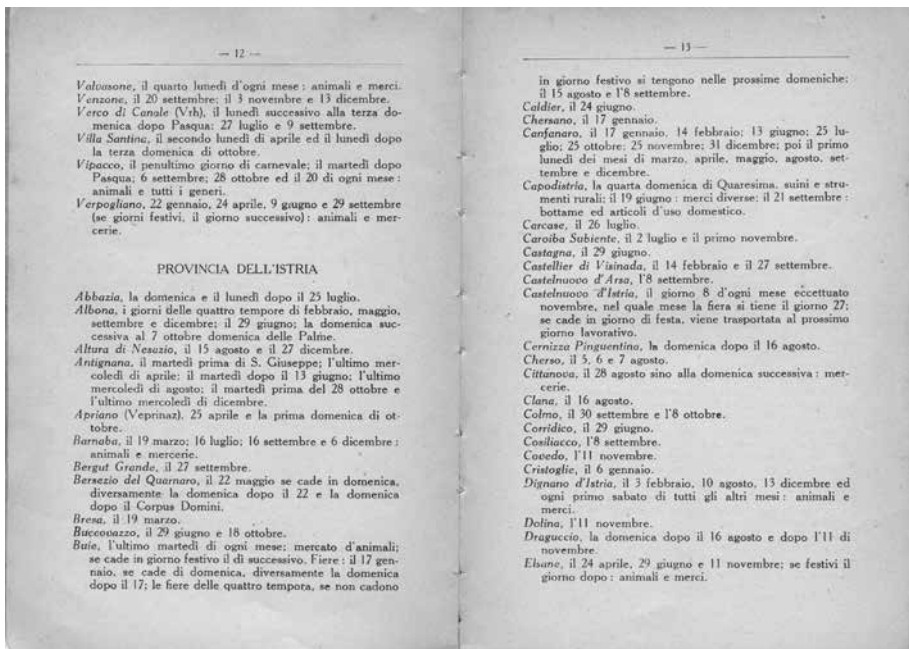 — 12 —
Valvasone, il quarto lunedì d'ogni mese : animali e merci.
Venzone, il 20 settembre; il 3 novembre e 13 dicembre.
Verco di Canale (Vrh), il lunedì successivo alla terza do-
menica dopo Pasqua; 27 luglio e 9 settembre.
Villa Santina, il secondo lunedì di aprile ed il lunedì dopo
la terza domenica di ottobre.
Vipacco, il penultimo giorno di carnevale; il martedì dopo
Pasqua; 6 settembre; 28 ottobre ed il 20 di ogni mese :
animali e tutti i generi.
Verpogliano, 22 gennaio, 24 aprile, 9 giugno e 29 settembre
(se giorni festivi, il giorno successivo) : animali e mer-
cerie.
PROVINCIA DELL'ISTRIA
Abbazia, la domenica e il lunedì dopo il 25 luglio.
Albona, i giorni delle quattro tempore di febbraio, maggio,
settembre e dicembre; il 29 giugno; la domenica suc-
cessiva al 7 ottobre domenica delle Palme.
Altura di Nesazio, il 15 agosto e il 27 dicembre.
Antignana, il martedì prima di S. Giuseppe; l'ultimo mer-
coledì di aprile; il martedì dopo il 13 giugno; l'ultimo
mercoledì di agosto; il martedì prima del 28 ottobre e
l'ultimo mercoledì di dicembre.
Apriano (Veprinaz), 25 aprile e la prima domenica di ot-
tobre.
Barnaba, il 19 marzo; 16 luglio; 16 settembre e 6 dicembre :
animali e mercerie.
Bergut Grande, il 27 settembre.
Bersezio del Quarnaro, il 22 maggio se cade in domenica,
diversamente la domenica dopo il 22 e la domenica
dopo il Corpus Domini.
Bresa, il 19 marzo.
Buccovazzo, il 29 giugno e 18 ottobre.
Buie, l'ultimo martedì di ogni mese; mercato d'animali;
se cade in giorno festivo il dì successivo. Fiere : il 17 gen-
naio, se cade di domenica, diversamente la domenica
dopo il 17; le fiere delle quattro tempora, se non cadono
— 13 —
in giorno festivo si tengono nelle prossime domeniche;
il 15 agosto e l'8 settembre.
Caldier, il 24 giugno.
Chersano, il 17 gennaio.
Canfanaro, il 17 gennaio, 14 febbraio; 13 giugno; 25 lu-
glio; 25 ottobre; 25 novembre; 31 dicembre; poi il primo
lunedì dei mesi di marzo, aprile, maggio, agosto, set-
tembre e dicembre.
Capodistria, la quarta domenica di Quaresima, suini e stru-
menti rurali; il 19 giugno : merci diverse; il 21 settembre :
bottame ed articoli d'uso domestico.
Carcase, il 26 luglio.
Caroiba Subiente, il 2 luglio e il primo novembre.
Castagna, il 29 giugno.
Castellier di Visinada, il 14 febbraio e il 27 settembre.
Castelnuovo d'Arsa, l'8 settembre.
Castelnuovo d'Istria, il giorno 8 d'ogni mese eccettuato
novembre, nel quale mese la fiera si tiene il giorno 27;
se cade in giorno di festa, viene trasportata al prossimo
giorno lavorativo.
Cernizza Pinguentina, la domenica dopo il 16 agosto.
Cherso, il 5, 6 e 7 agosto.
Cittanova, il 28 agosto sino alla domenica successiva : mer-
cerie.
Clana, il 16 agosto.
Colmo, il 30 settembre e l'8 ottobre.
Corridico, il 29 giugno.
Cosiliacco, l'8 settembre.
Covedo, l'11 novembre.
Cristoglie, il 6 gennaio.
Dignano d'Istria, il 3 febbraio, 10 agosto, 13 dicembre ed
ogni primo sabato di tutti gli altri mesi : animali e
merci.
Dolina, l'11 novembre.
Draguccio, la domenica dopo il 16 agosto e dopo l'11 di
novembre.
Elsane, il 24 aprile, 29 giugno e 11 novembre; se festivi il
giorno dopo : animali e merci.